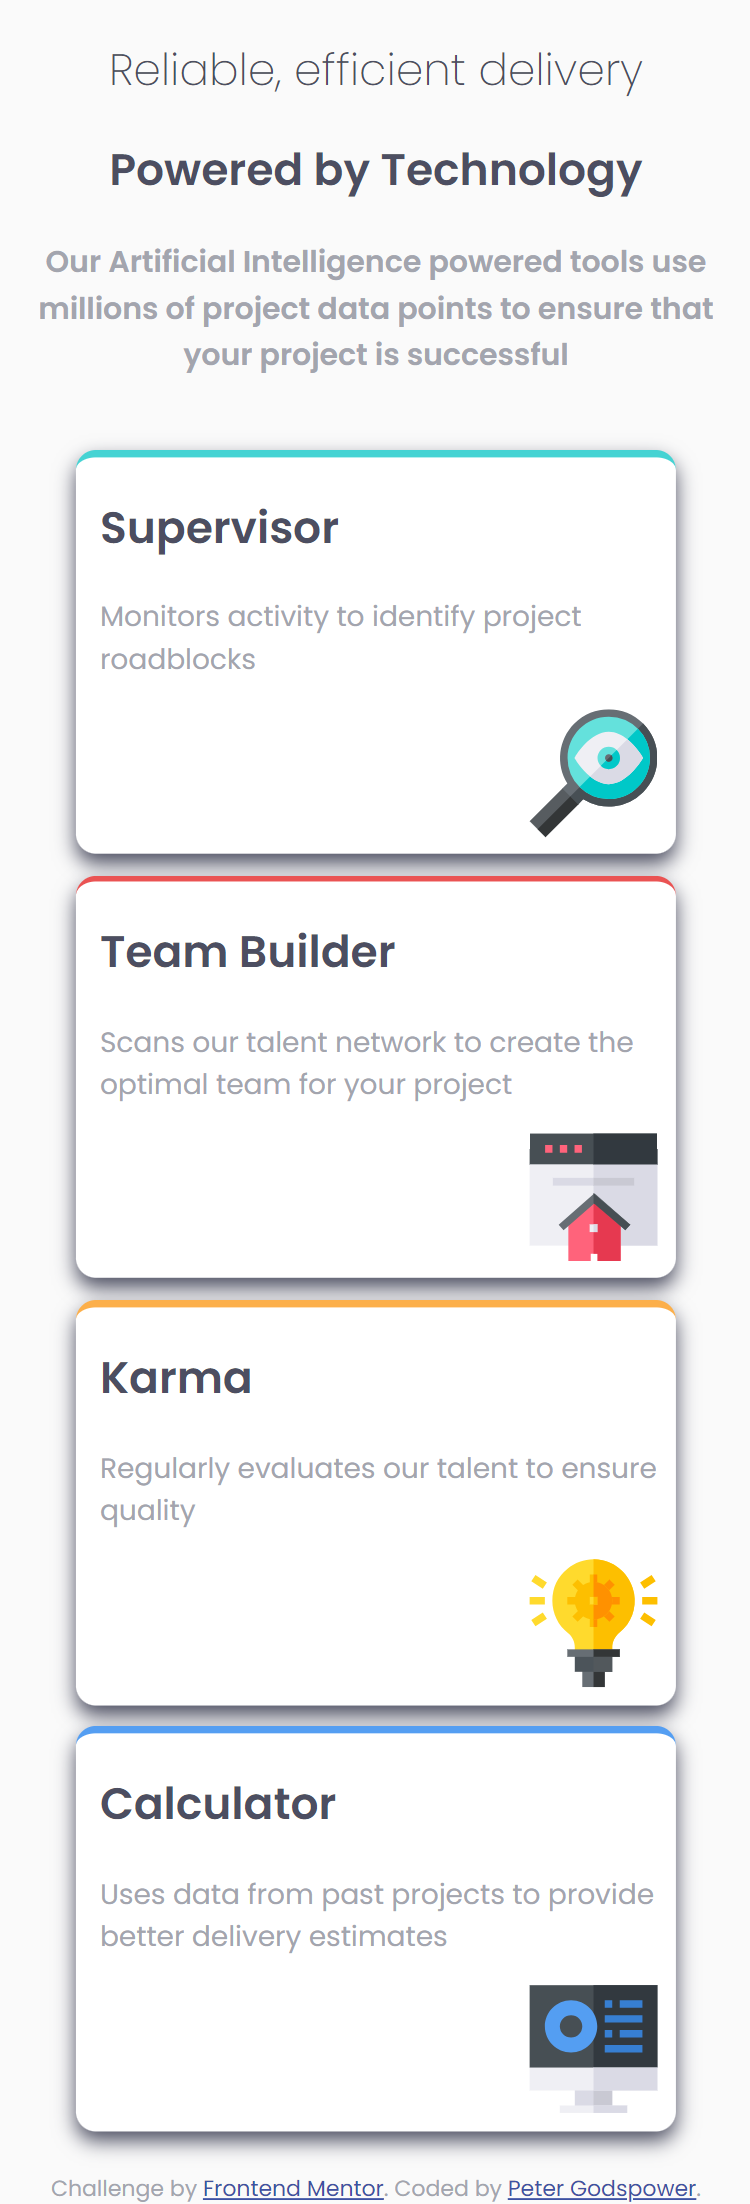 Reliable, efficient delivery
Powered by Technology
Our Artificial Intelligence powered tools use
millions of project data points to ensure that
your project is successful
Supervisor
Monitors activity to identify project
roadblocks
Team Builder
Scans our talent network to create the
optimal team for your project
Karma
Regularly evaluates our talent to ensure
quality
Calculator
Uses data from past projects to provide
better delivery estimates
Challenge by Frontend Mentor. Coded by Peter Godspower.